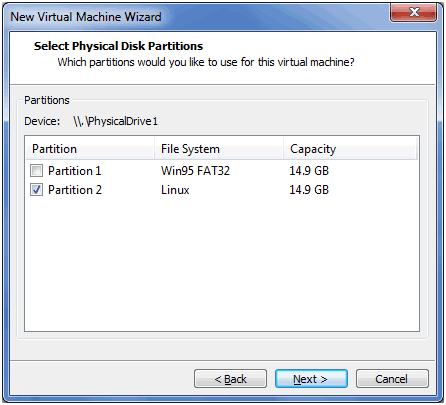 New Virtual Machine Wizard
Select Physical Disk Partitions
Which partitions would you like to use for this virtual machine?
Partitions
Device: \\.\PhysicalDrive1
Partition File System Capacity
Partition 1 Win95 FAT32 14.9 GB
Partition 2 Linux 14.9 GB
< Back Next > Cancel